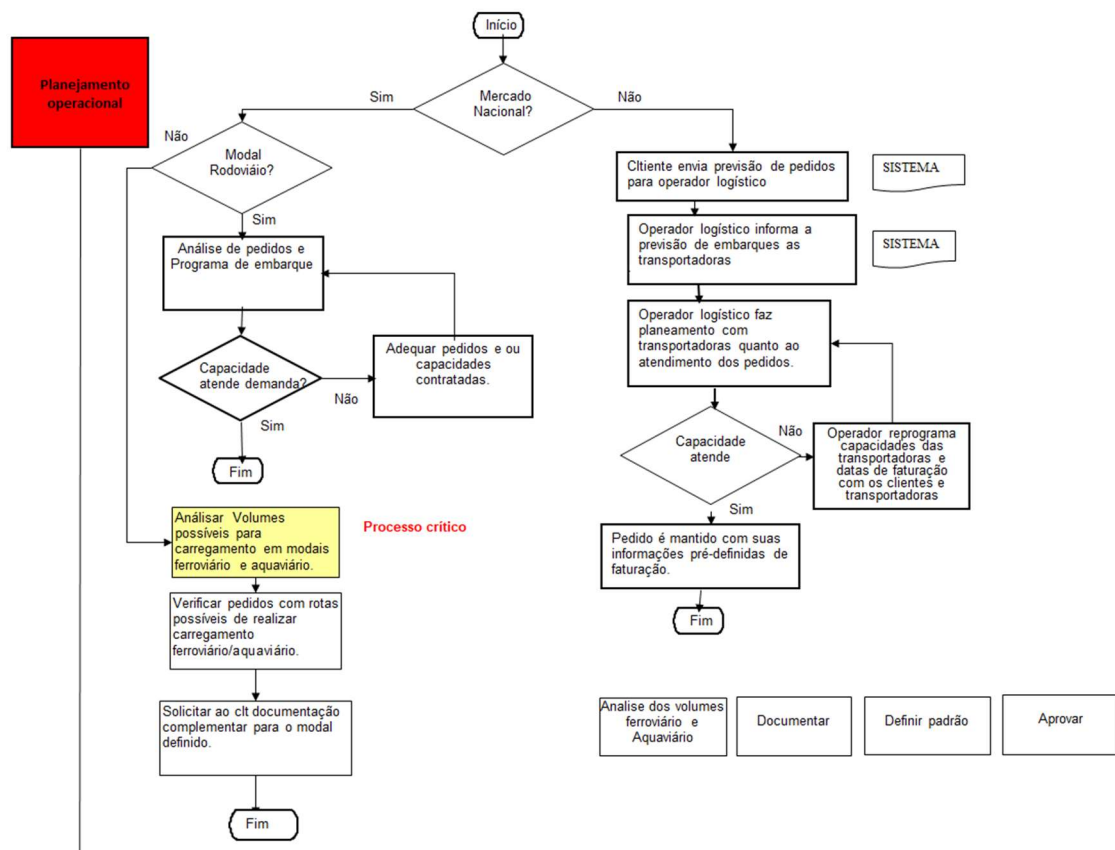 Início
Planejamento
operacional
Mercado
Nacional?
Sim
Não
Não
Modal
Rodoviáio?
Sim
Análise de pedidos e
Programa de embarque
Capacidade
atende demanda?
Não
Adequar pedidos e ou
capacidades
contratadas.
Sim
Fim
Análisar Volumes
possíveis para
carregamento em modais
ferroviário e aquaviário.
Processo crítico
Verificar pedidos com rotas
possíveis de realizar
carregamento
ferroviário/aquaviário.
Solicitar ao clt documentação
complementar para o modal
definido.
Fim
Cltiente envia previsão de pedidos
para operador logístico
SISTEMA
Operador logístico informa a
previsão de embarques as
transportadoras
SISTEMA
Operador logístico faz
planeamento com
transportadoras quanto ao
atendimento dos pedidos.
Capacidade
atende
Não
Operador reprograma
capacidades das
transportadoras e
datas de faturação
com os clientes e
transportadoras
Sim
Pedido é mantido com suas
informações pré-definidas de
faturação.
Fim
Analise dos volumes
ferroviário e
Aquaviário
Documentar
Definir padrão
Aprovar